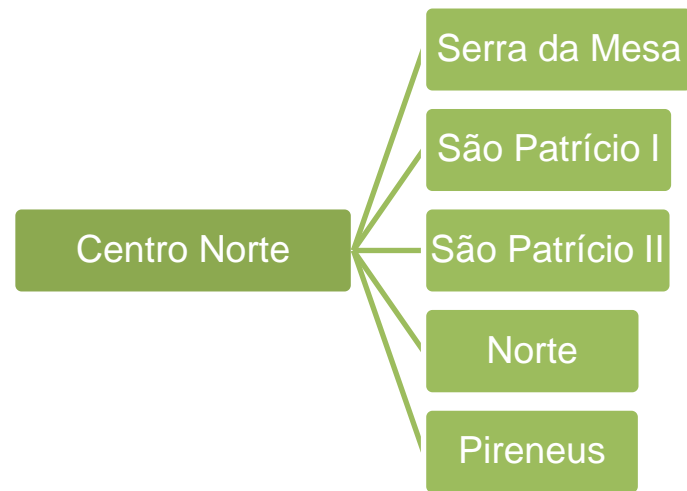 Centro Norte
Serra da Mesa
São Patrício I
São Patrício II
Norte
Pireneus